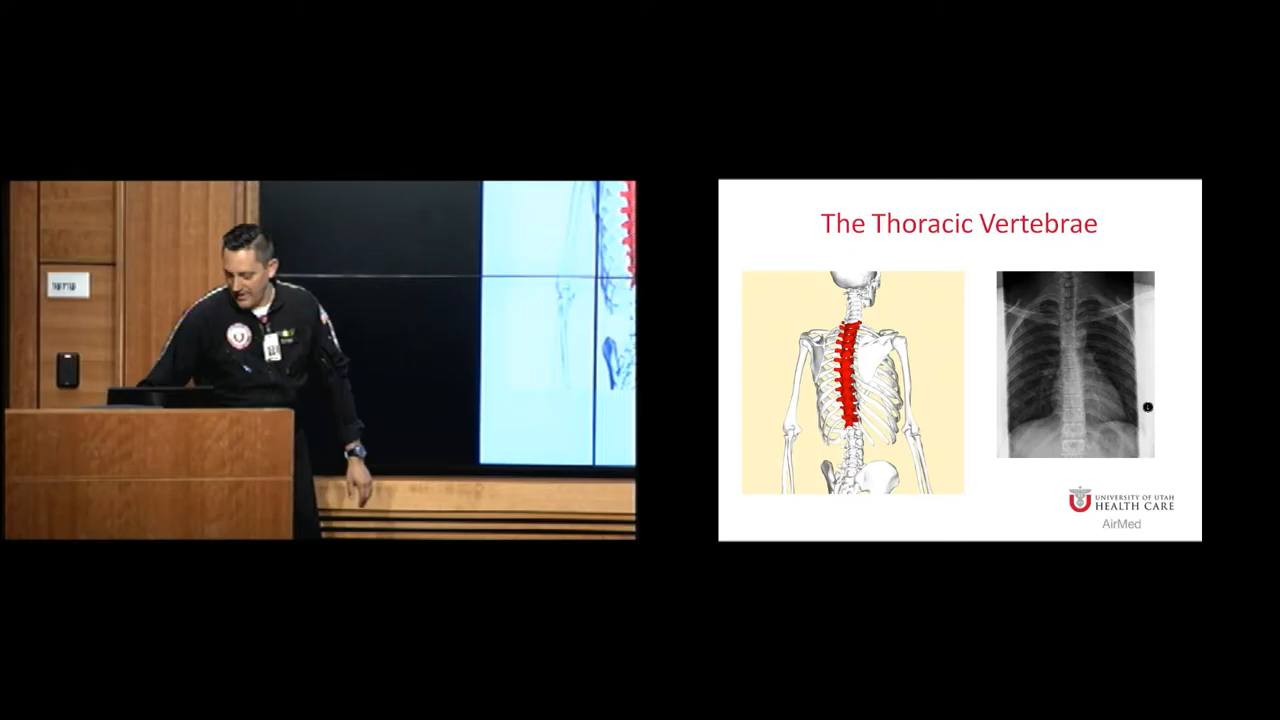 The Thoracic Vertebrae
UNIVERSITY OF UTAH
HEALTH CARE
AirMed